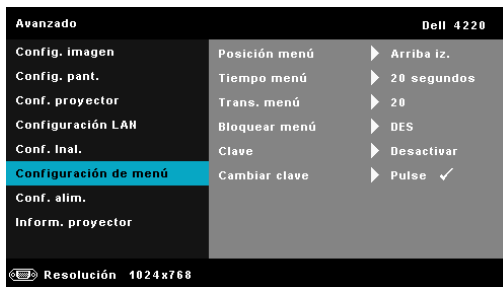 Avanzado Dell 4220
Config. imagen Posición menú Arriba iz.
Config. pant. Tiempo menú 20 segundos
Conf. proyector Trans. menú 20
Configuración LAN Bloquear menú DES
Conf. Inal. Clave Desactivar
Configuración de menú Cambiar clave Pulse ✓
Conf. alim.
Inform. proyector
Resolución 1024x768